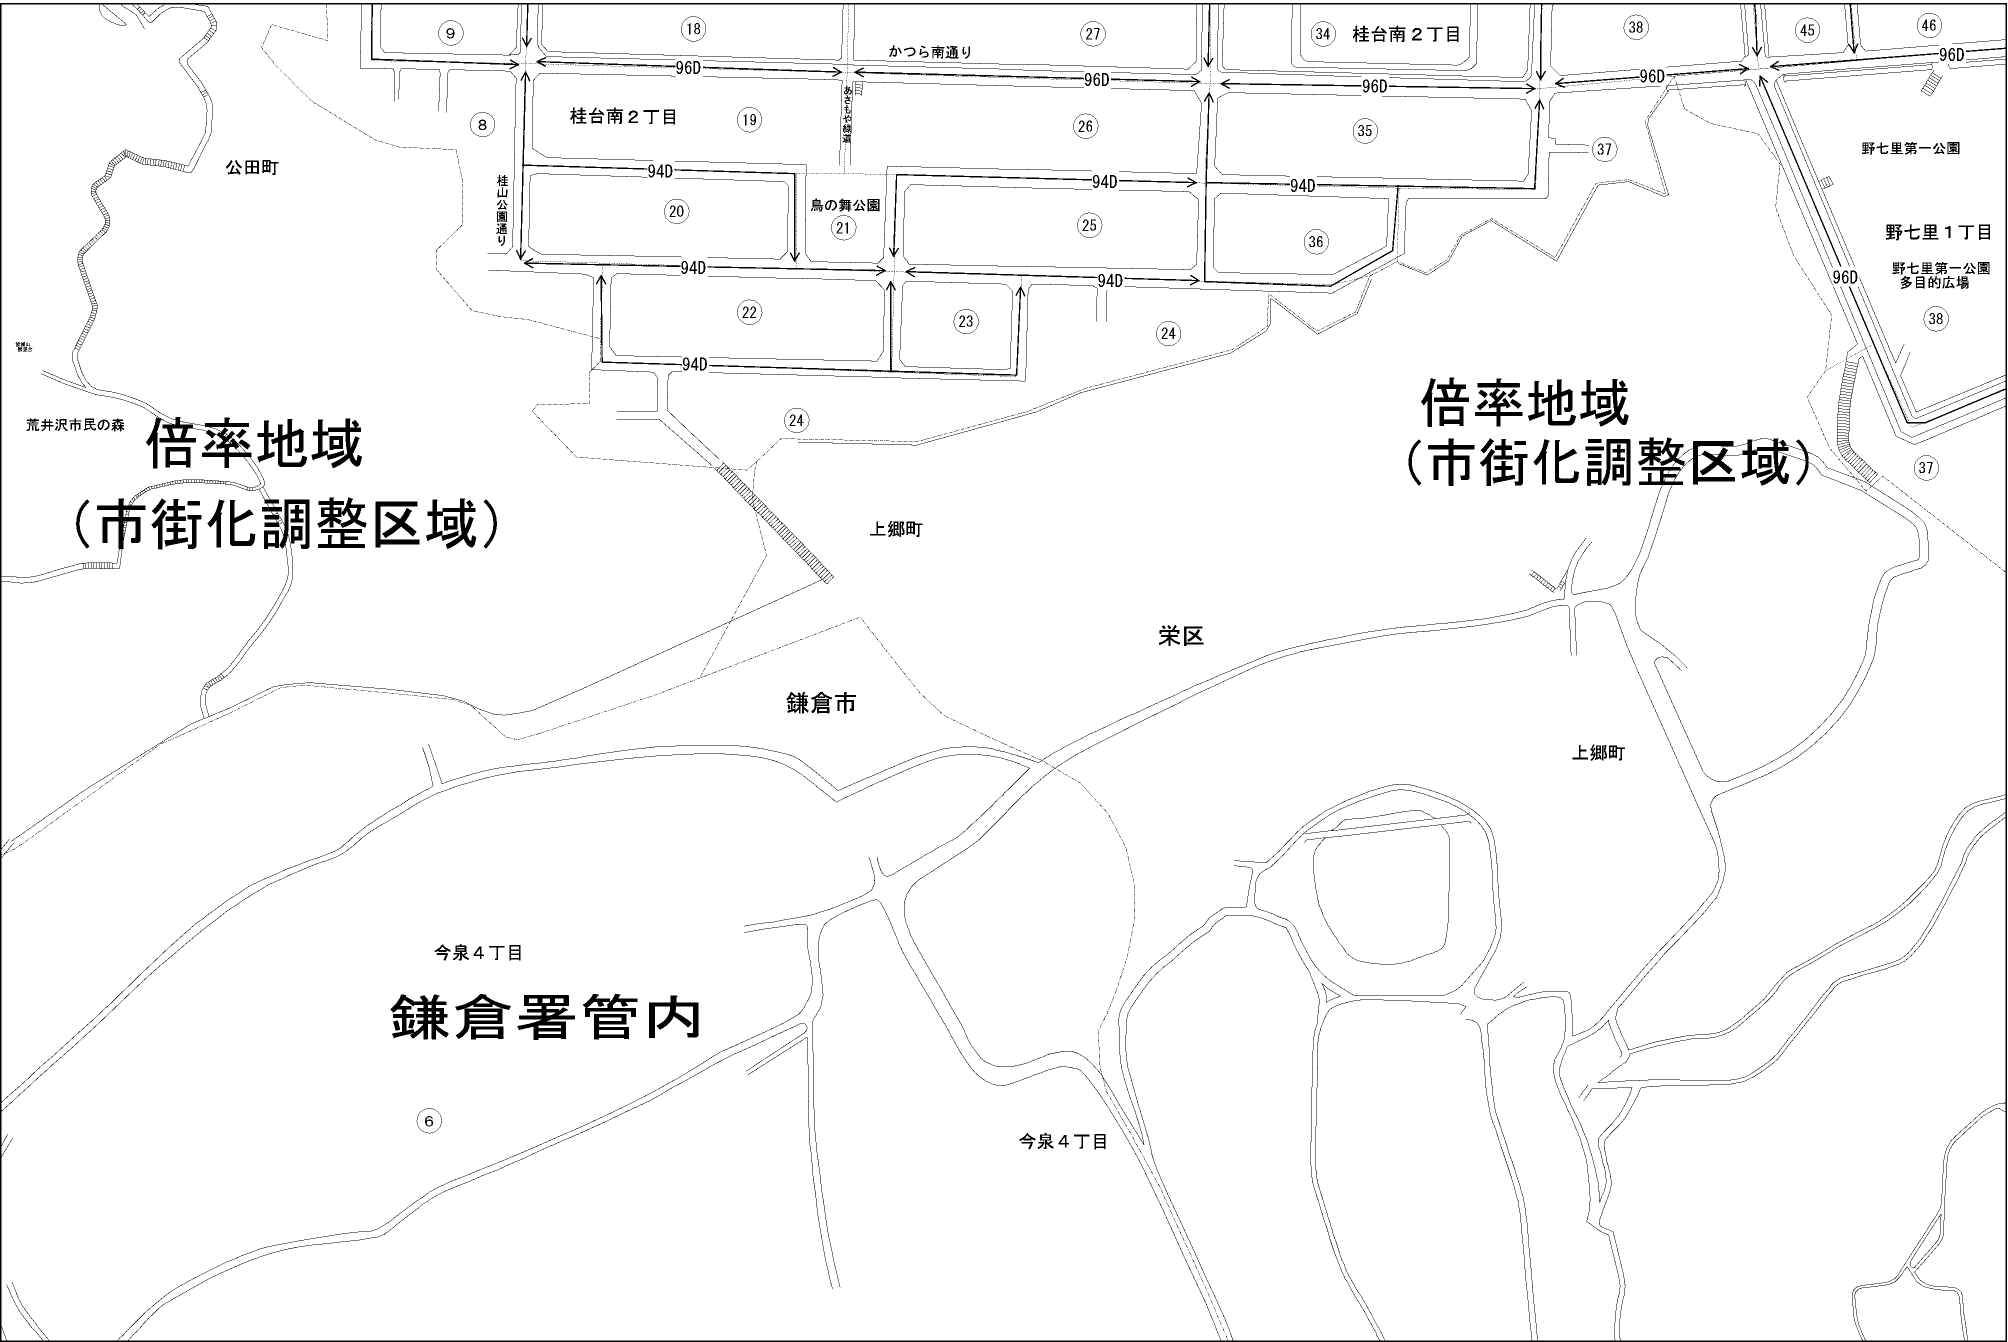 9
18
27
34
桂台南2丁目
38
45
46
かつら南通り
96D
96D
96D
96D
96D
あさもや緑道
8
桂台南2丁目
19
26
35
37
野七里第一公園
公田町
94D
94D
94D
桂山公園通り
20
鳥の舞公園
21
25
36
野七里1丁目
94D
94D
野七里第一公園
多目的広場
96D
38
22
23
24
94D
荒井沢市民の森
24
倍率地域
(市街化調整区域)
倍率地域
(市街化調整区域)
37
上郷町
栄区
鎌倉市
上郷町
今泉4丁目
鎌倉署管内
6
今泉4丁目